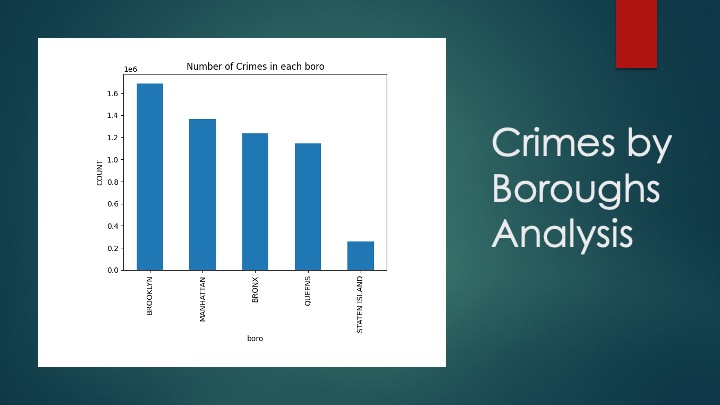 Number of Crimes in each boro
1e6
1.6
1.4
1.2
1.0
0.8
0.6
0.4
0.2
0.0
COUNT
BROOKLYN
MANHATTAN
BRONX
QUEENS
STATEN ISLAND
boro
Crimes by
Boroughs
Analysis